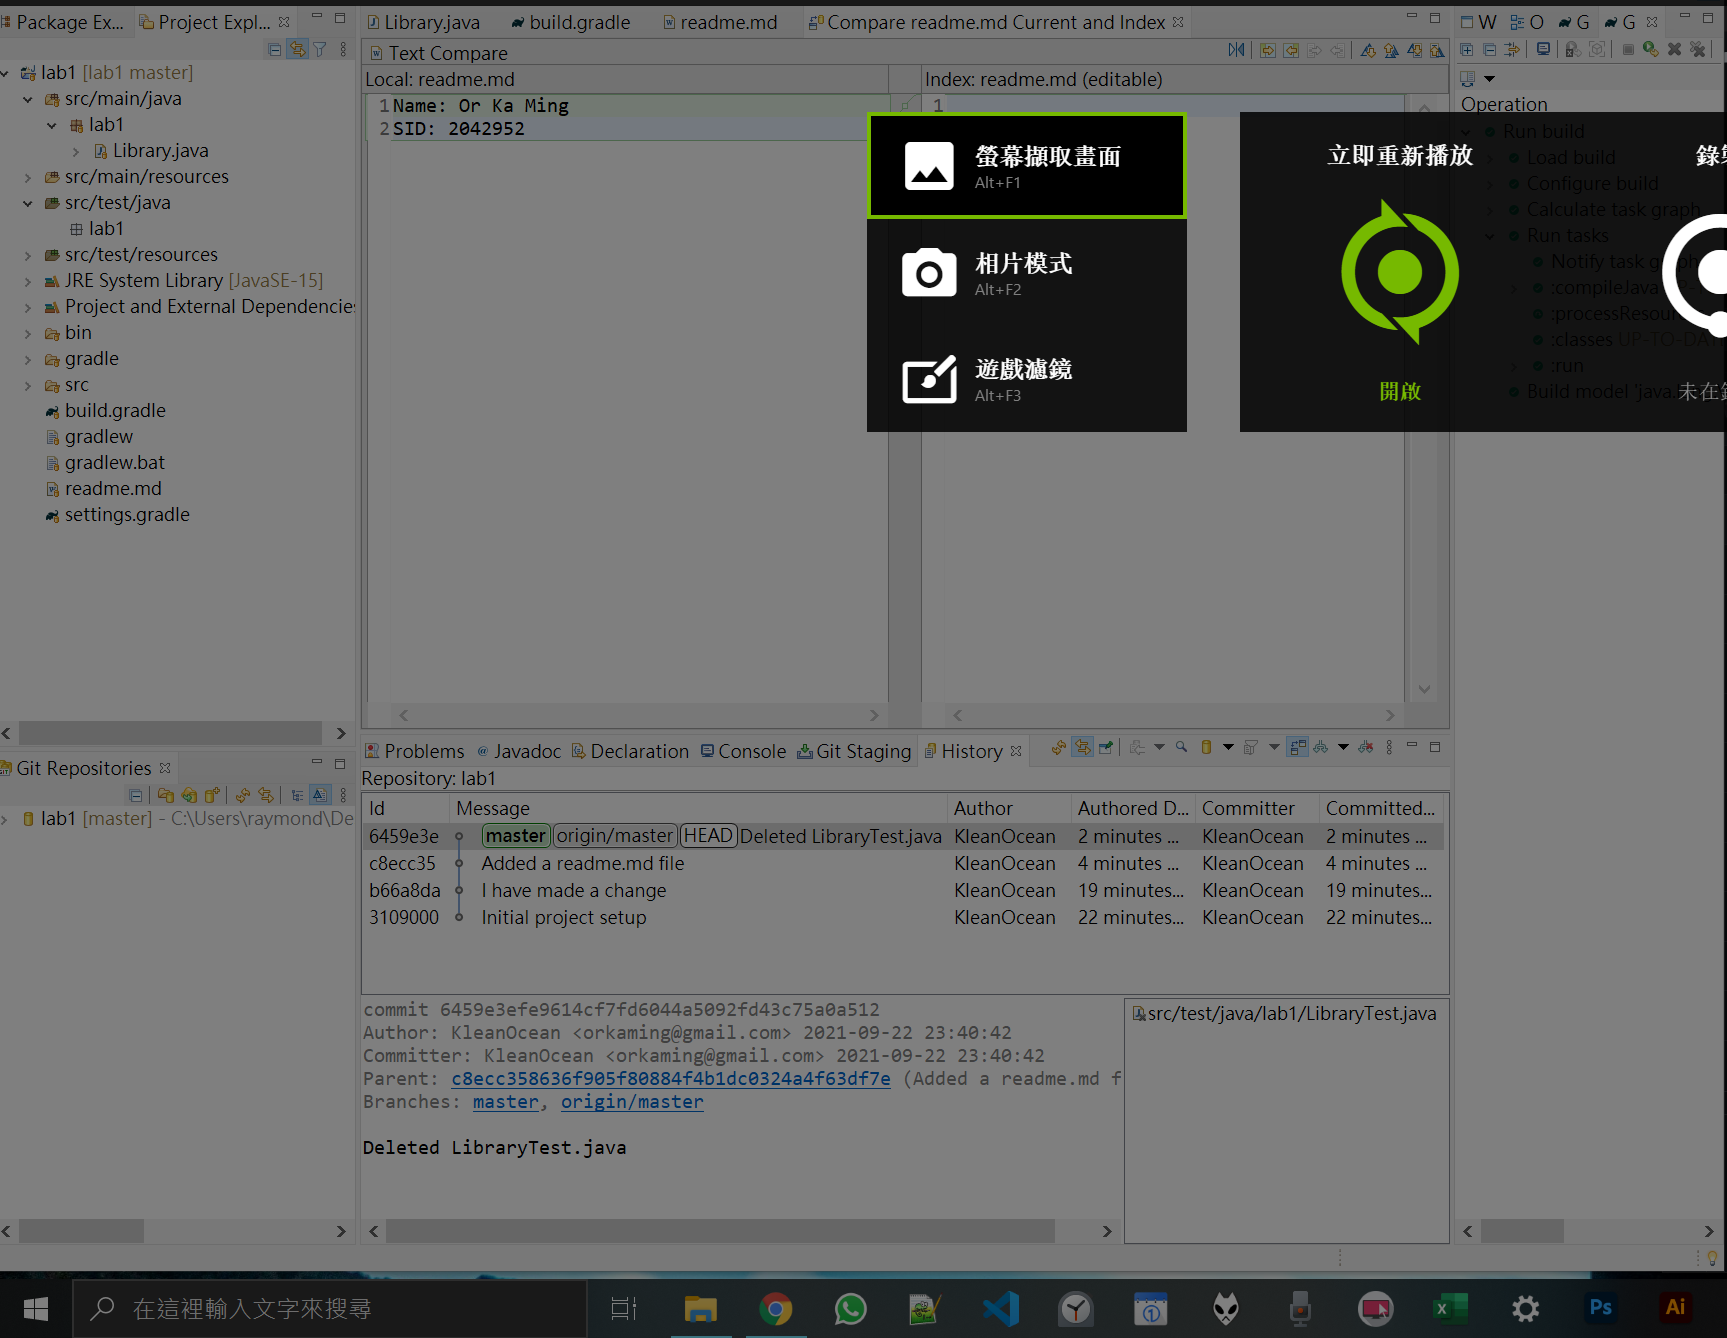 Package Ex...
Project Expl...
lab1 [lab1 master]
src/main/java
lab1
Library.java
src/main/resources
src/test/java
lab1
src/test/resources
JRE System Library [JavaSE-15]
Project and External Dependencies
bin
gradle
src
build.gradle
gradlew
gradlew.bat
readme.md
settings.gradle
Git Repositories
lab1 [master] - C:\Users\raymond\De
Library.java
build.gradle
readme.md
Compare readme.md Current and Index
Text Compare
Local: readme.md
Index: readme.md (editable)
1 Name: Or Ka Ming
2 SID: 2042952
1
螢幕擷取畫面
Alt+F1
相片模式
Alt+F2
遊戲濾鏡
Alt+F3
立即重新播放
開啟
未在
W
O
G
G
Operation
Run build
Load build
Configure build
Calculate task graph
Run tasks
Notify task graph
:compileJava
:processResour
:classes UP-TO-DATE
:run
Build model 'java.
Problems
Javadoc
Declaration
Console
Git Staging
History
Repository: lab1
Id Message Author Authored D... Committer Committed...
6459e3e master origin/master HEAD Deleted LibraryTest.java KleanOcean 2 minutes ... KleanOcean 2 minutes ...
c8ecc35 Added a readme.md file KleanOcean 4 minutes ... KleanOcean 4 minutes ...
b66a8da I have made a change KleanOcean 19 minutes... KleanOcean 19 minutes...
3109000 Initial project setup KleanOcean 22 minutes... KleanOcean 22 minutes...
commit 6459e3efe9614cf7fd6044a5092fd43c75a0a512
Author: KleanOcean <orkaming@gmail.com> 2021-09-22 23:40:42
Committer: KleanOcean <orkaming@gmail.com> 2021-09-22 23:40:42
Parent: c8ecc358636f905f80884f4b1dc0324a4f63df7e (Added a readme.md f
Branches: master, origin/master
Deleted LibraryTest.java
src/test/java/lab1/LibraryTest.java
在這裡輸入文字來搜尋
Ps
Ai